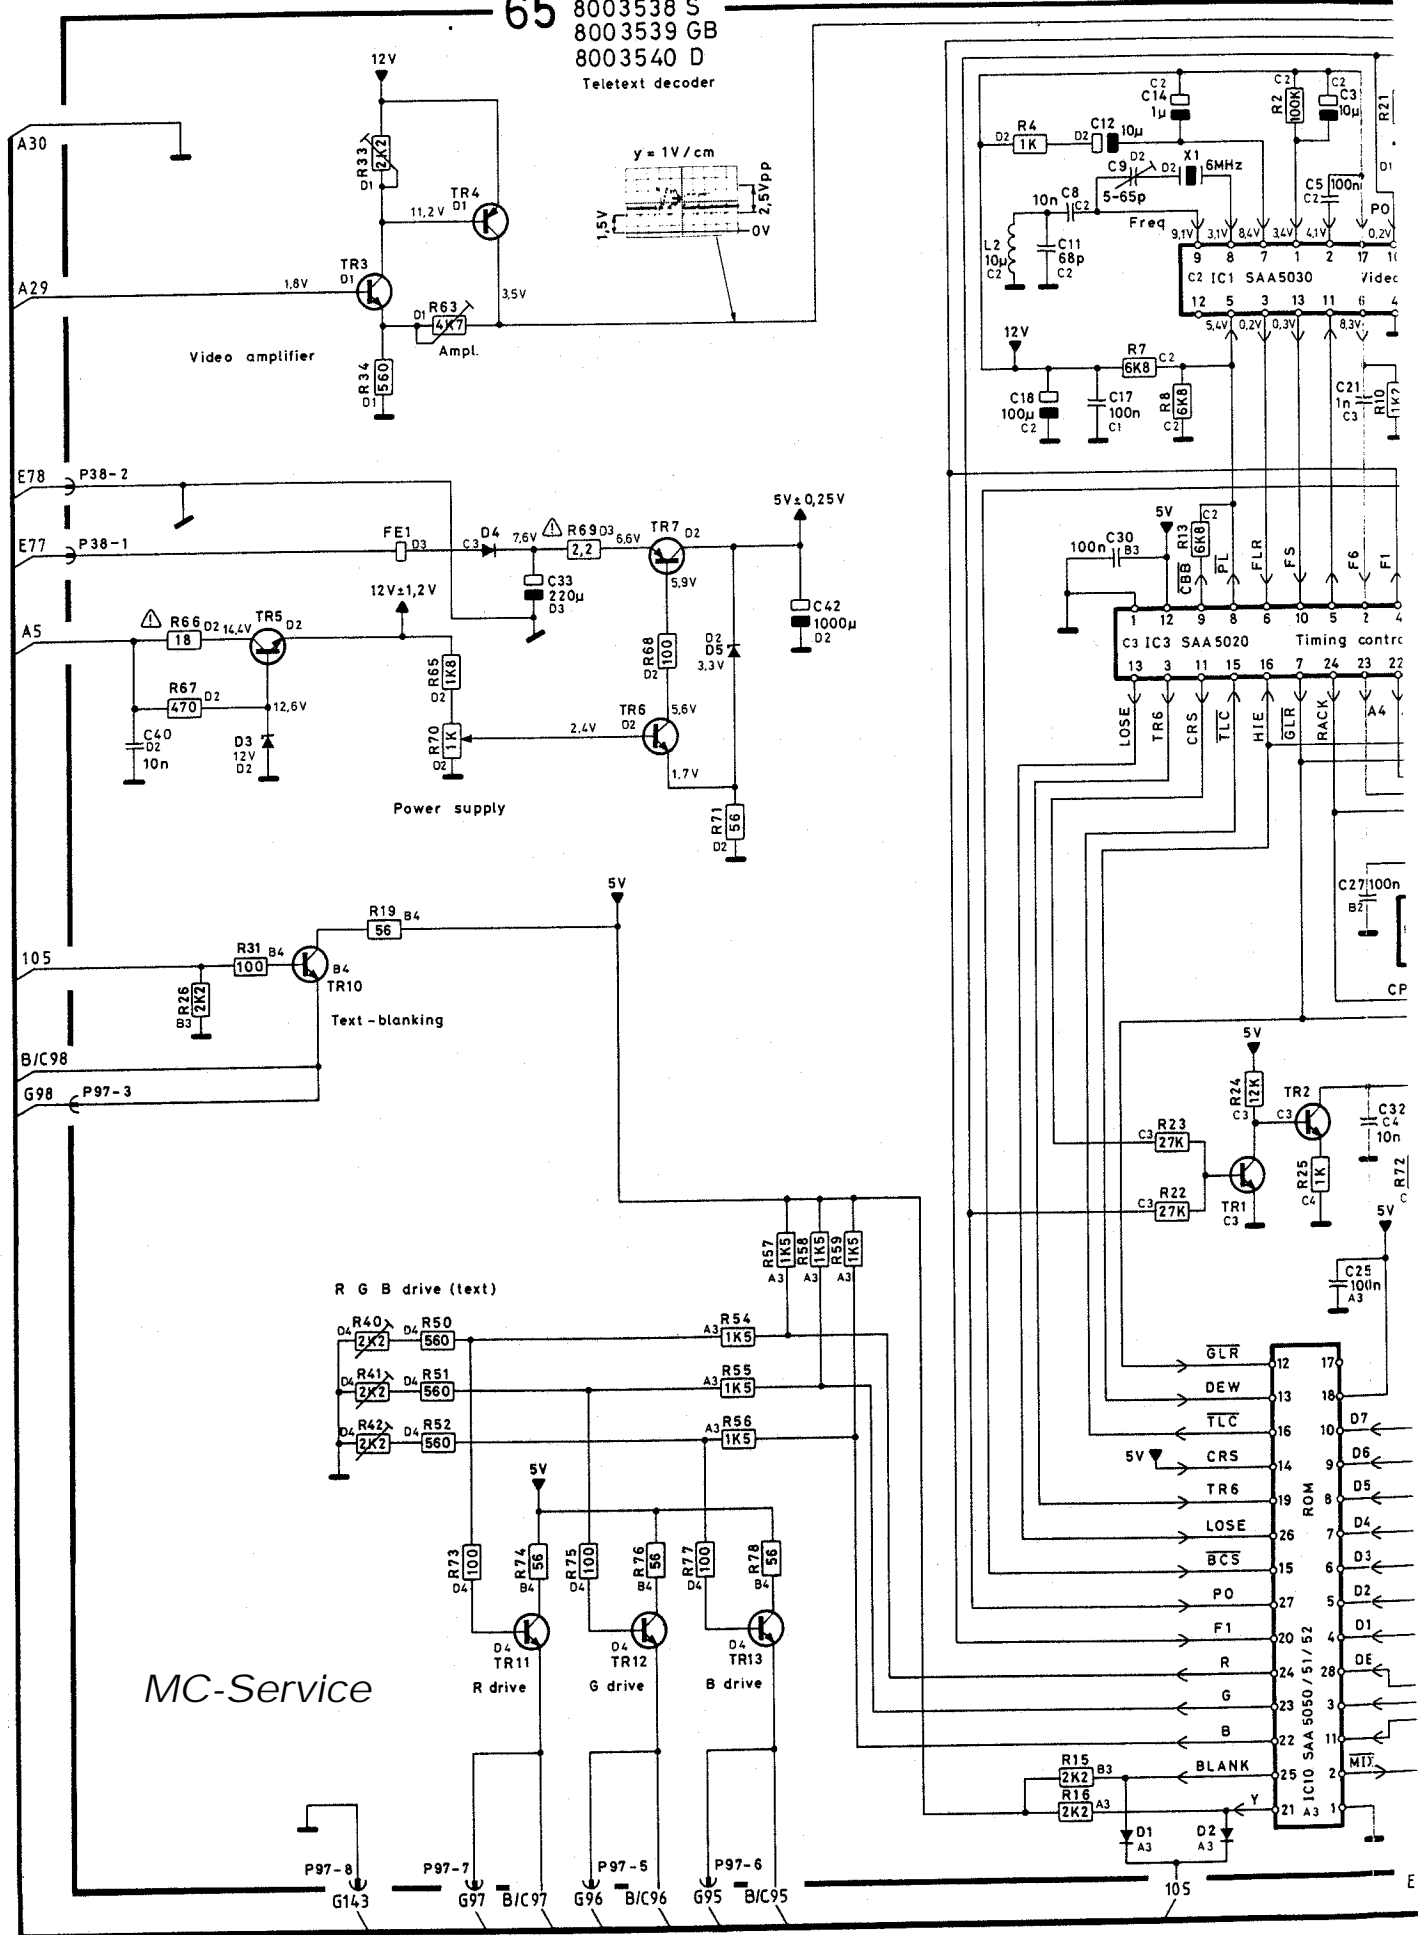 65
8003538 S
8003539 GB
8003540 D
Teletext decoder
12V
A30
R33
2K2
D1
TR4
D1
11,2V
y = 1V/cm
1,5V
2,5Vpp
0V
TR3
D1
A29
1,8V
3,5V
D1
R63
4K7
Ampl.
Video amplifier
R34
560
D1
C2
C14
1µ
C2
R2
100K
C2
C3
10µ
R21
D1
R4
D2
1K
C12
D2
10µ
C9
D2
5-65p
X1
D2
6MHz
C5
100n
C2
PO
10n
C8
C2
Freq
L2
10µ
C2
C11
68p
C2
9,1V
3,1V
8,4V
3,4V
4,1V
0,2V
9 8 7 1 2 17
C2 IC1 SAA5030
12 5 3 13 11 6 4
5,4V
0,2V
0,3V
8,3V
12V
R7
6K8
C2
R8
6K8
C2
C18
100µ
C2
C17
100n
C1
C21
1n
C3
R10
E78
P38-2
E77
P38-1
FE1
D3
C3
D4
7,6V
R69
D3
2,2
6,6V
TR7
D2
5,9V
5V±0,25V
C33
220µ
D3
C42
1000µ
D2
12V±1,2V
A5
R66
18
D2
14,4V
TR5
D2
R67
470
D2
12,6V
C40
D2
10n
D3
12V
D2
R65
1K8
D2
R70
1K
D2
2,4V
R68
100
D2
D5
3,3V
D2
TR6
D2
5,6V
1,7V
R71
56
D2
Power supply
5V
C30
100n
B3
R13
6K8
C2
CBB
PL
FLR
FS
F6
F1
1 12 9 8 6 10 5 2 4
C3 IC3 SAA5020
13 3 11 15 16 7 24 23 22
LOSE
TR6
CRS
TLC
HIE
GLR
RACK
A4
C27
100n
B2
CP
105
R31
100
B4
R19
56
B4
5V
B4
TR10
R26
2K2
B3
Text-blanking
B/C98
G98
P97-3
5V
R24
12K
C3
TR2
C3
C32
C4
10n
R23
27K
C3
R22
27K
C3
TR1
C3
R25
1K
C4
R72
C
5V
C25
100n
A3
R57
1K5
A3
R58
1K5
A3
R59
1K5
A3
R G B drive (text)
R40
2K2
D4
R50
560
D4
R54
1K5
A3
R41
2K2
D4
R51
560
D4
R55
1K5
A3
R42
2K2
D4
R52
560
D4
R56
1K5
A3
5V
R73
100
D4
R74
56
B4
R75
100
D4
R76
56
B4
R77
100
D4
R78
56
B4
D4
TR11
D4
TR12
D4
TR13
R drive
G drive
B drive
MC-Service
GLR
12
17
DEW
13
18
TLC
16
10
D7
5V
CRS
14
9
D6
TR6
19
8
D5
LOSE
26
7
D4
BCS
15
6
D3
PO
27
5
D2
F1
20
4
D1
R
24
28
DE
G
23
3
B
22
11
BLANK
25
2
MIX
Y
21
A3
1
ROM
IC10 SAA 5050/51/52
R15
2K2
B3
R16
2K2
A3
D1
A3
D2
A3
105
P97-8
G143
P97-7
G97
B/C97
P97-5
G96
B/C96
P97-6
G95
B/C95
E